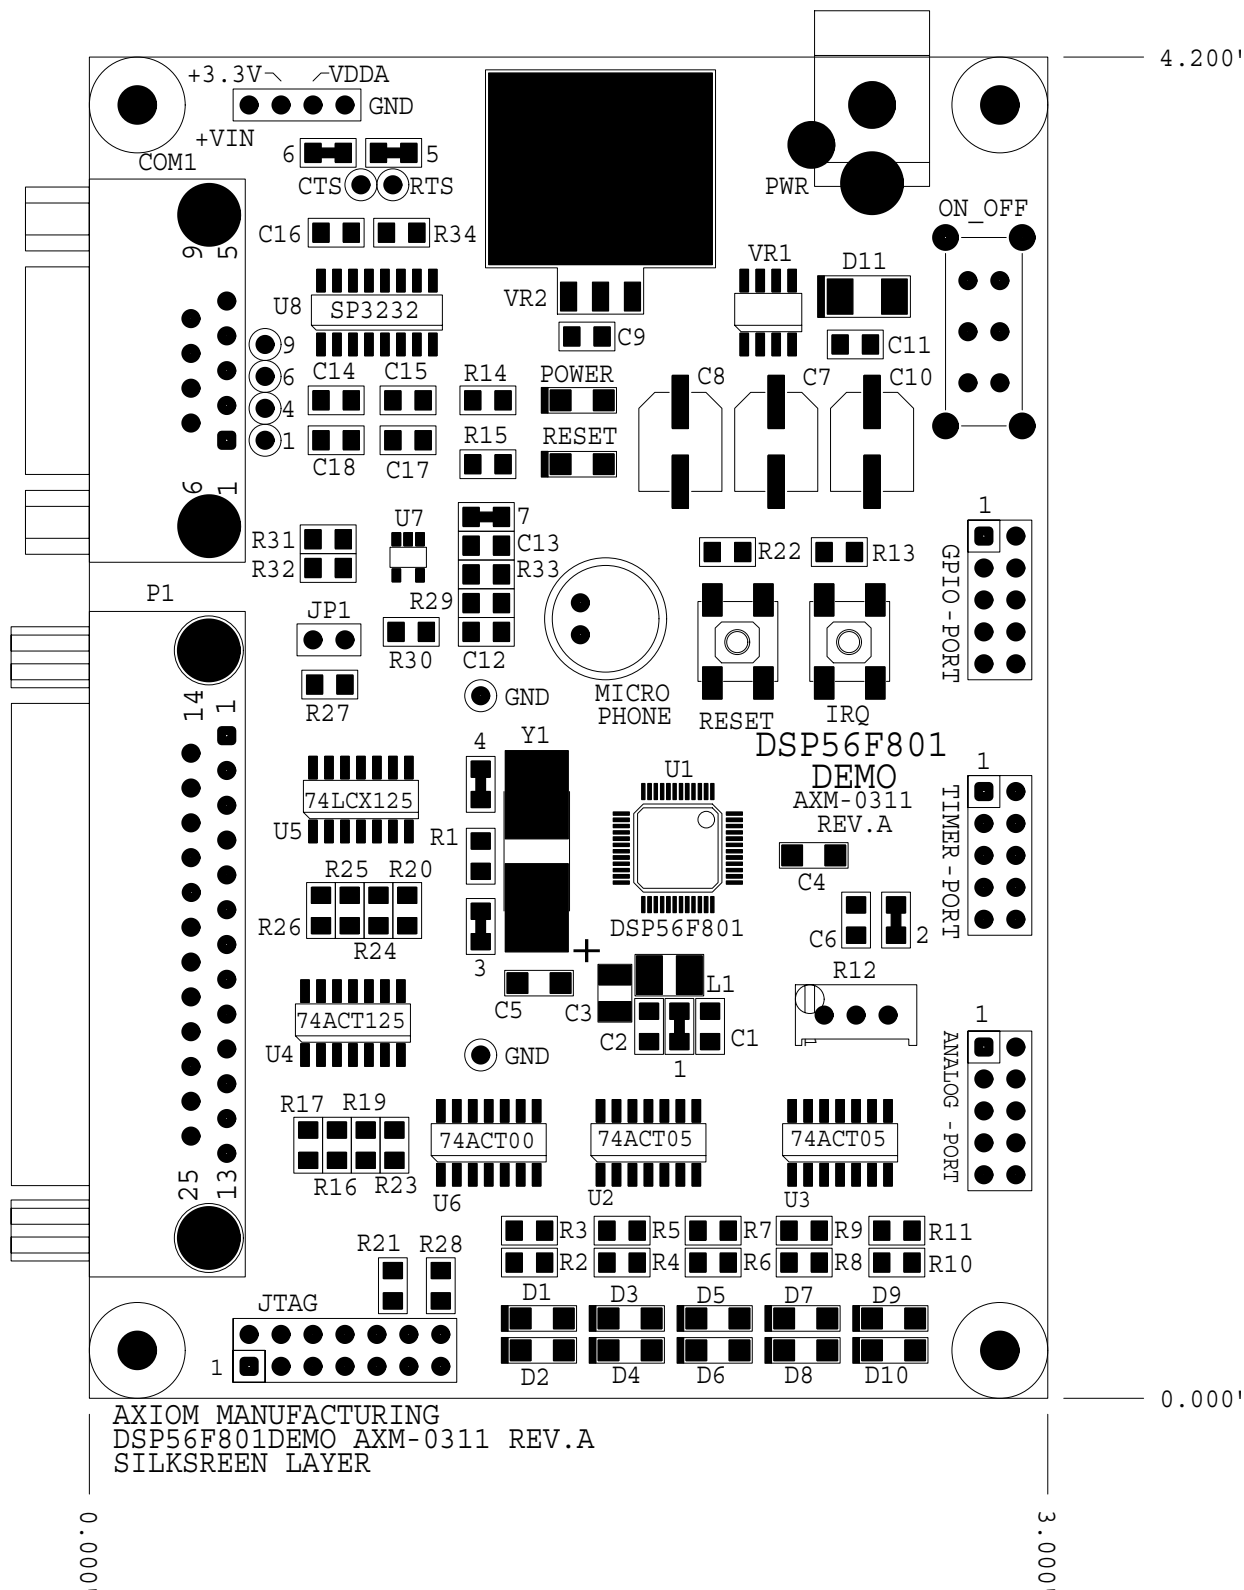 4.200'
+3.3V VDDA
GND
+VIN
COM1
6 5
CTS RTS
PWR
ON_OFF
C16 R34
9 5
VR1
D11
U8 SP3232
VR2
C9
C11
9
6
4
1
C14 C15 R14 POWER
C8 C7 C10
R15 RESET
C18 C17
6 1
7
U7
C13
R31
R32
R33
R22 R13
1
GPIO-PORT
P1
R29
JP1
R30 C12
R27
GND
MICRO
PHONE
RESET IRQ
14 1
DSP56F801
DEMO
AXM-0311
REV.A
4 Y1
U1
1
TIMER-PORT
74LCX125
U5
R1
C4
R25 R20
R26
R24
DSP56F801
C6 2
3
+
R12
C5 C3 L1
74ACT125
U4
C2 C1
1
GND
1
ANALOG-PORT
R17 R19
74ACT00 74ACT05 74ACT05
R16 R23
U6 U2 U3
25 13
R3 R5 R7 R9 R11
R2 R4 R6 R8 R10
R21 R28
D1 D3 D5 D7 D9
JTAG
1
D2 D4 D6 D8 D10
0.000'
AXIOM MANUFACTURING
DSP56F801DEMO AXM-0311 REV.A
SILKSREEN LAYER
0.000
3.000